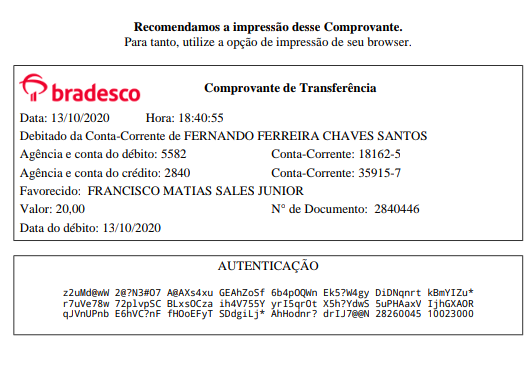 Recomendamos a impressão desse Comprovante.
Para tanto, utilize a opção de impressão de seu browser.
bradesco
Comprovante de Transferência
Data: 13/10/2020 Hora: 18:40:55
Debitado da Conta-Corrente de FERNANDO FERREIRA CHAVES SANTOS
Agência e conta do débito: 5582 Conta-Corrente: 18162-5
Agência e conta do crédito: 2840 Conta-Corrente: 35915-7
Favorecido: FRANCISCO MATIAS SALES JUNIOR
Valor: 20,00 N° de Documento: 2840446
Data do débito: 13/10/2020
AUTENTICAÇÃO
z2uMd@wW 2@?N3#O7 A@AXs4xu GEAhZoSf 6b4pOQWn Ek5?W4gy DiDNqnrt kBmYIZu*
r7uVe78w 72plvpSC BLxsOCza ih4V755Y yrI5qrOt X5h?YdwS 5uPHAaxV IjhGXAOR
qJVnUPnb E6hVC?nF fHOoEFyT SDdgiLj* AhHodnr? drIJ7@@N 28260045 10023000